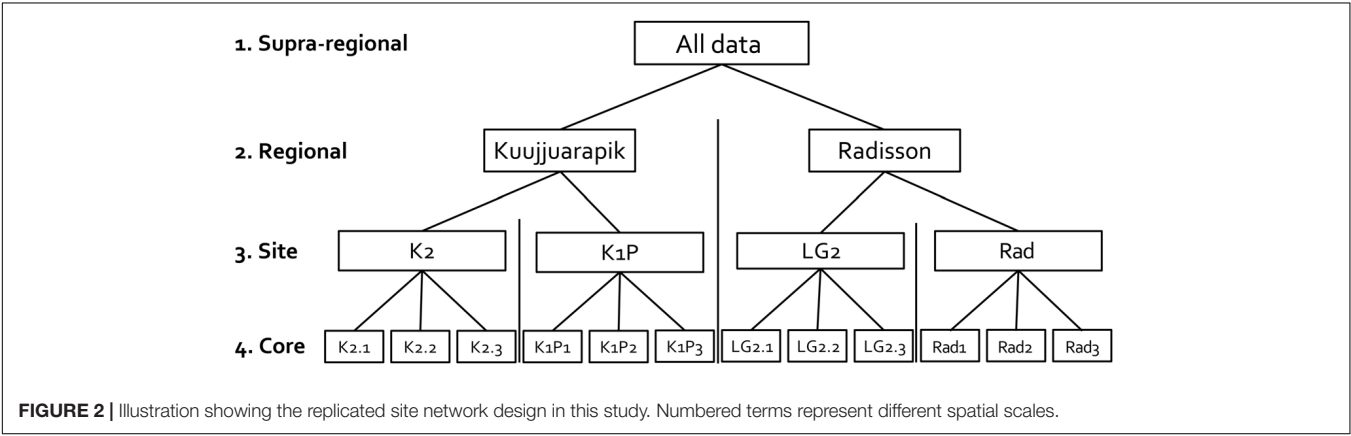 1. Supra-regional All data
2. Regional Kuujjuarapik Radisson
3. Site K2 K1P LG2 Rad
4. Core K2.1 K2.2 K2.3 K1P1 K1P2 K1P3 LG2.1 LG2.2 LG2.3 Rad1 Rad2 Rad3
FIGURE 2 | Illustration showing the replicated site network design in this study. Numbered terms represent different spatial scales.